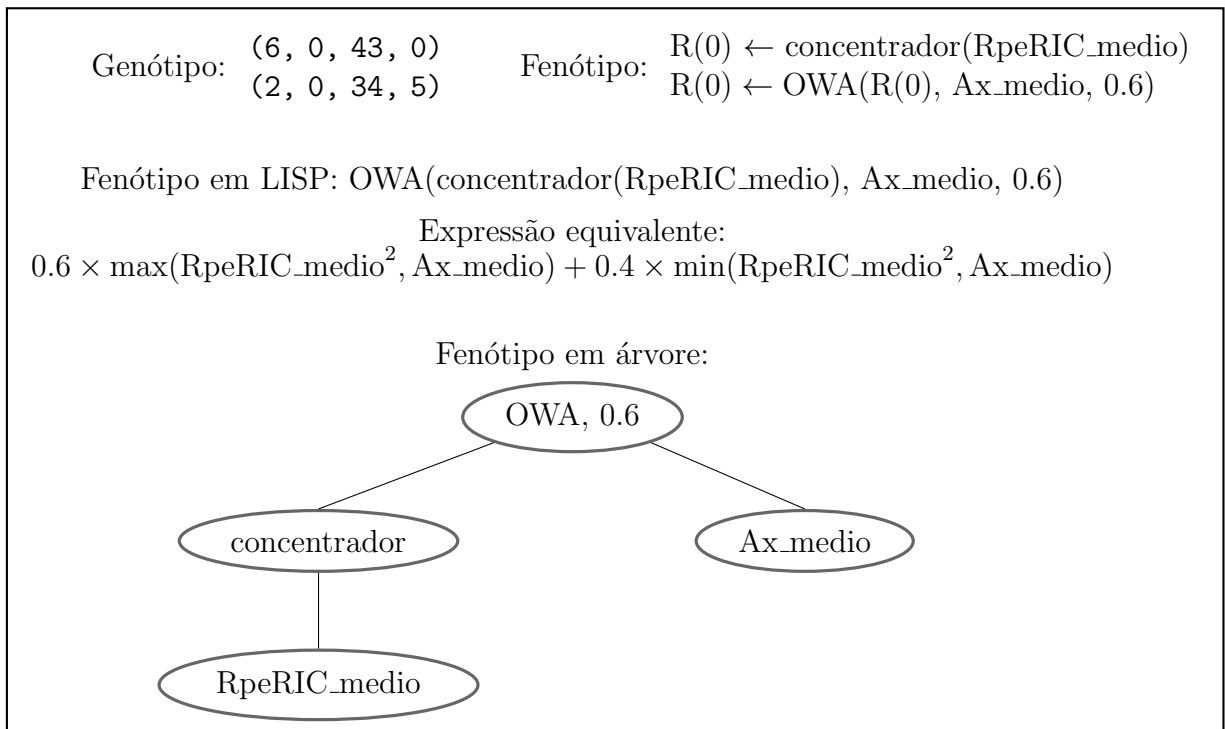 Genótipo: (6, 0, 43, 0)
(2, 0, 34, 5)
Fenótipo: R(0) ← concentrador(RpeRIC_medio)
R(0) ← OWA(R(0), Ax_medio, 0.6)
Fenótipo em LISP: OWA(concentrador(RpeRIC_medio), Ax_medio, 0.6)
Expressão equivalente:
0.6 × max(RpeRIC_medio², Ax_medio) + 0.4 × min(RpeRIC_medio², Ax_medio)
Fenótipo em árvore:
OWA, 0.6
concentrador
Ax_medio
RpeRIC_medio